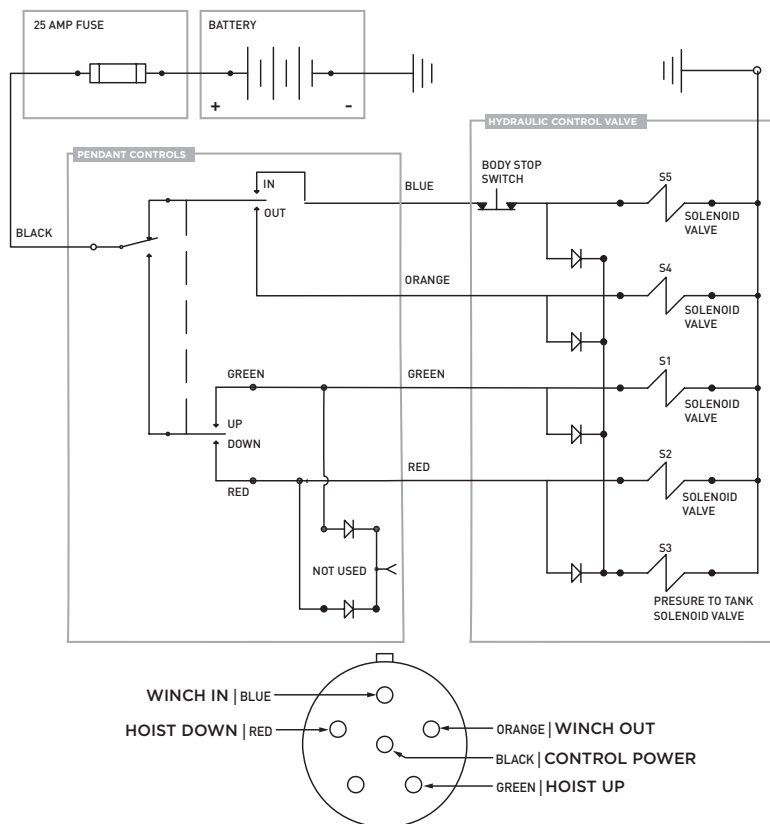 25 AMP FUSE
BATTERY
+
-
HYDRAULIC CONTROL VALVE
PENDANT CONTROLS
BODY STOP
SWITCH
S5
SOLENOID
VALVE
IN
OUT
BLUE
BLACK
ORANGE
S4
SOLENOID
VALVE
GREEN
GREEN
S1
SOLENOID
VALVE
UP
DOWN
RED
RED
S2
SOLENOID
VALVE
NOT USED
S3
PRESURE TO TANK
SOLENOID VALVE
WINCH IN | BLUE
HOIST DOWN | RED
ORANGE | WINCH OUT
BLACK | CONTROL POWER
GREEN | HOIST UP